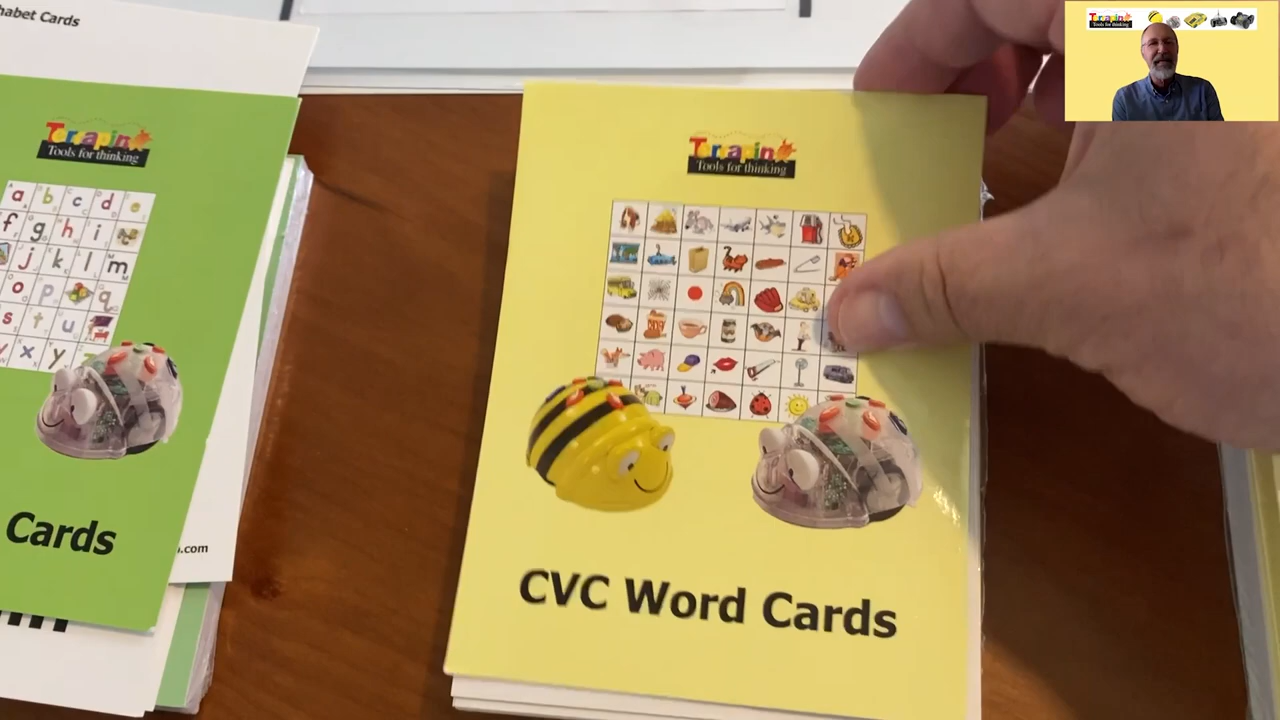 habet Cards
Terrapin
Tools for thinking
a b c d e
f g h i
j k l m
o p q
s t u
x y z
Cards
.com
Terrapin
Tools for thinking
CVC Word Cards
Terrapin
Tools for thinking